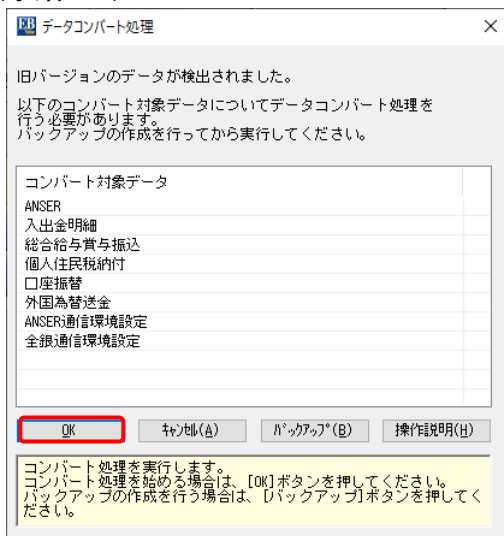 EB データコンバート処理
旧バージョンのデータが検出されました。
以下のコンバート対象データについてデータコンバート処理を
行う必要があります。
バックアップの作成を行ってから実行してください。
コンバート対象データ
ANSER
入出金明細
総合給与賞与振込
個人住民税納付
口座振替
外国為替送金
ANSER通信環境設定
全銀通信環境設定
OK ｷｬﾝｾﾙ(A) ﾊﾞｯｸｱｯﾌﾟ(B) 操作説明(H)
コンバート処理を実行します。
コンバート処理を始める場合は、[OK]ボタンを押してください。
バックアップの作成を行う場合は、[バックアップ]ボタンを押してく
ださい。